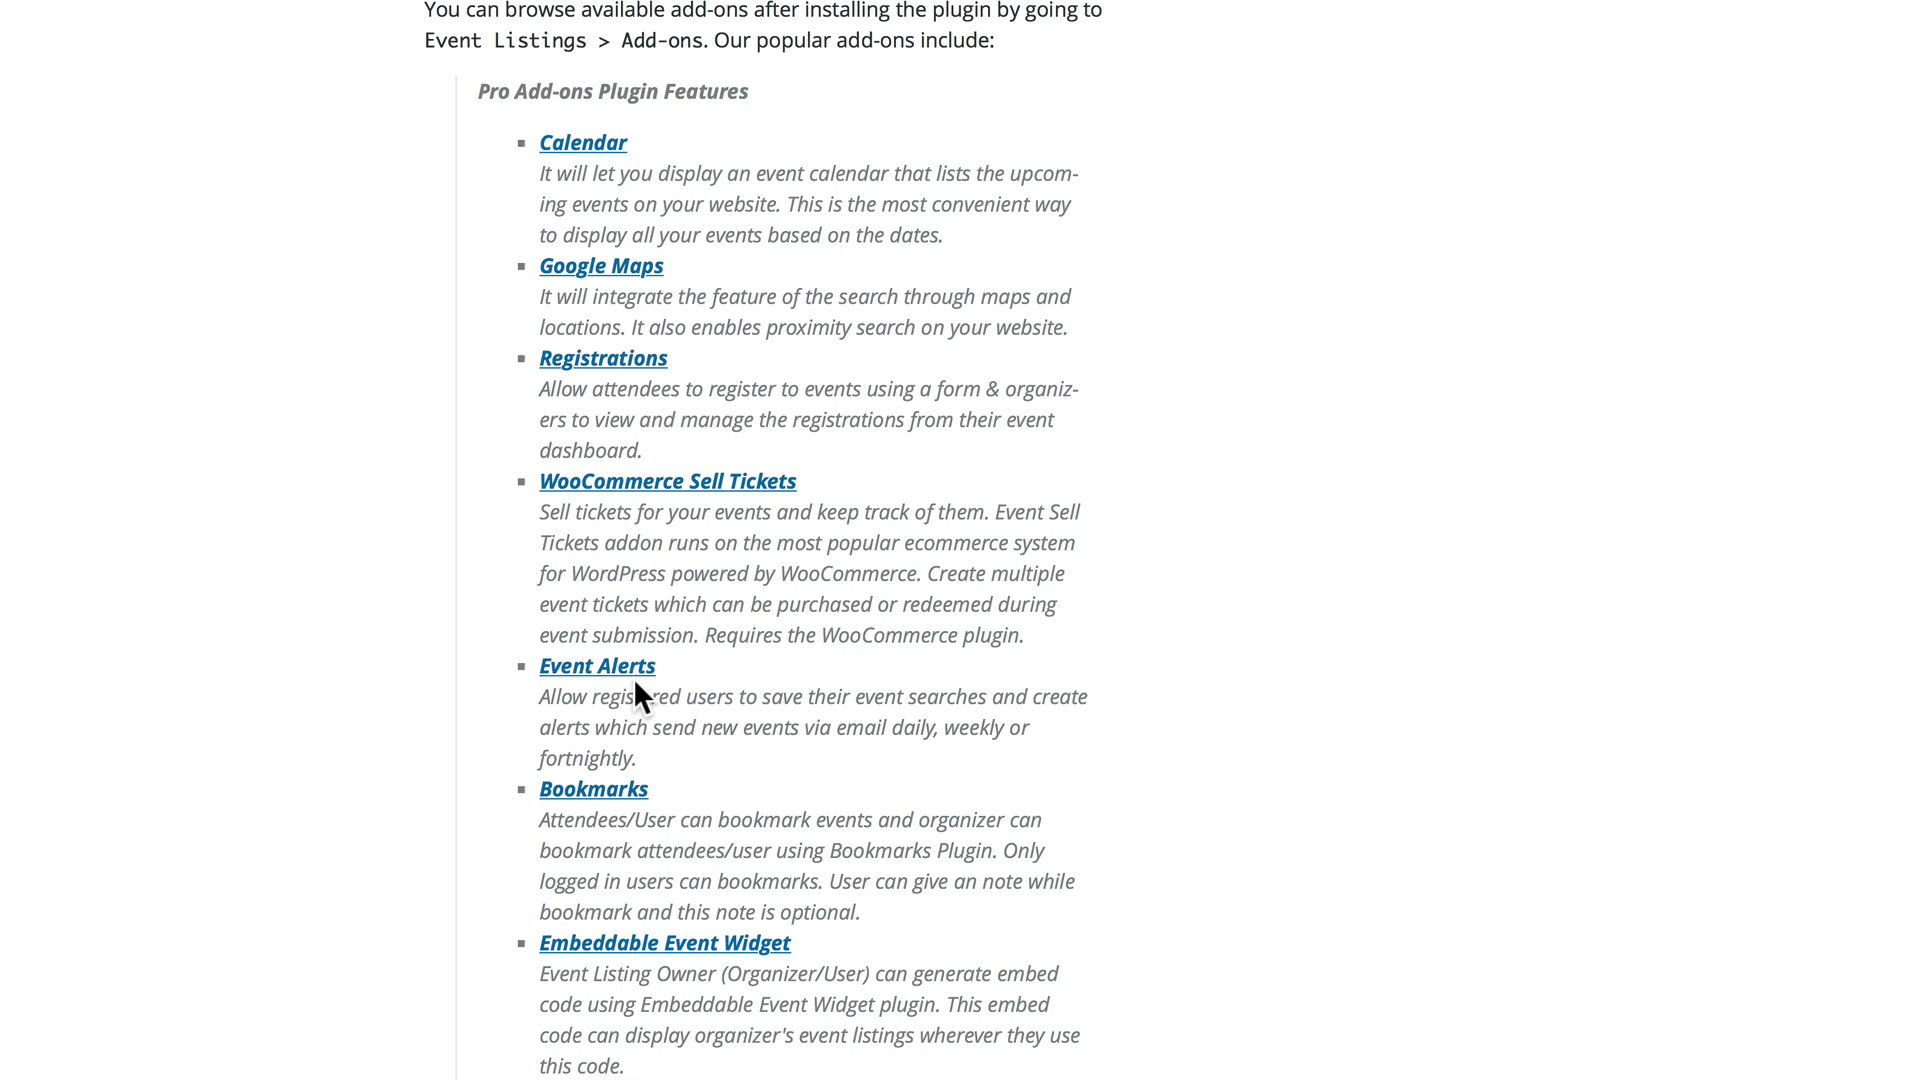 You can browse available add-ons after installing the plugin by going to
Event Listings > Add-ons. Our popular add-ons include:
Pro Add-ons Plugin Features
Calendar
It will let you display an event calendar that lists the upcom-
ing events on your website. This is the most convenient way
to display all your events based on the dates.
Google Maps
It will integrate the feature of the search through maps and
locations. It also enables proximity search on your website.
Registrations
Allow attendees to register to events using a form & organiz-
ers to view and manage the registrations from their event
dashboard.
WooCommerce Sell Tickets
Sell tickets for your events and keep track of them. Event Sell
Tickets addon runs on the most popular ecommerce system
for WordPress powered by WooCommerce. Create multiple
event tickets which can be purchased or redeemed during
event submission. Requires the WooCommerce plugin.
Event Alerts
Allow registered users to save their event searches and create
alerts which send new events via email daily, weekly or
fortnightly.
Bookmarks
Attendees/User can bookmark events and organizer can
bookmark attendees/user using Bookmarks Plugin. Only
logged in users can bookmarks. User can give an note while
bookmark and this note is optional.
Embeddable Event Widget
Event Listing Owner (Organizer/User) can generate embed
code using Embeddable Event Widget plugin. This embed
code can display organizer's event listings wherever they use
this code.